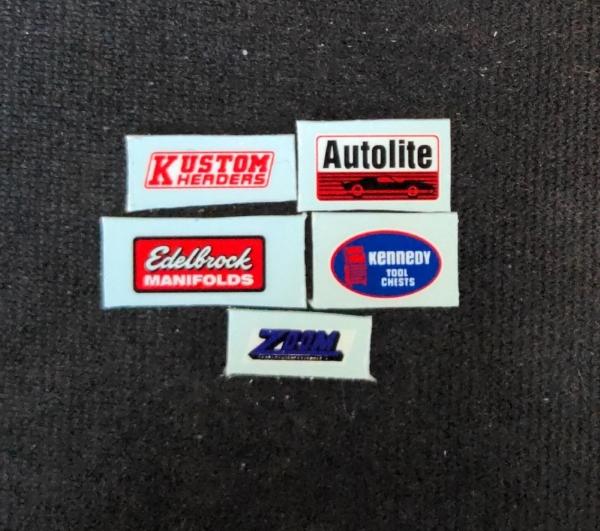 KUSTOM
HEADERS
Autolite
Edelbrock
MANIFOLDS
KENNEDY
TOOL
CHESTS
ZOOM